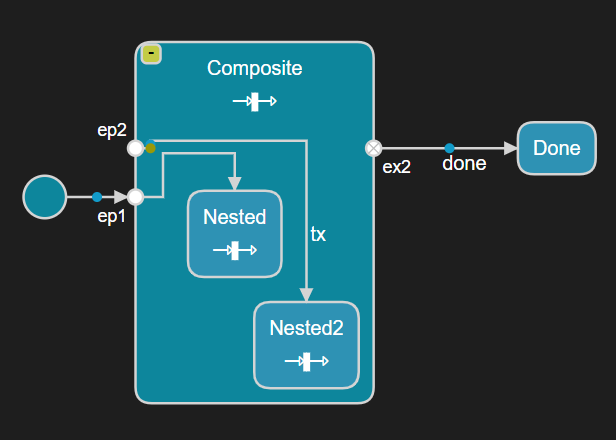 -
Composite
ep2
ex2
done
Done
ep1
Nested
tx
Nested2